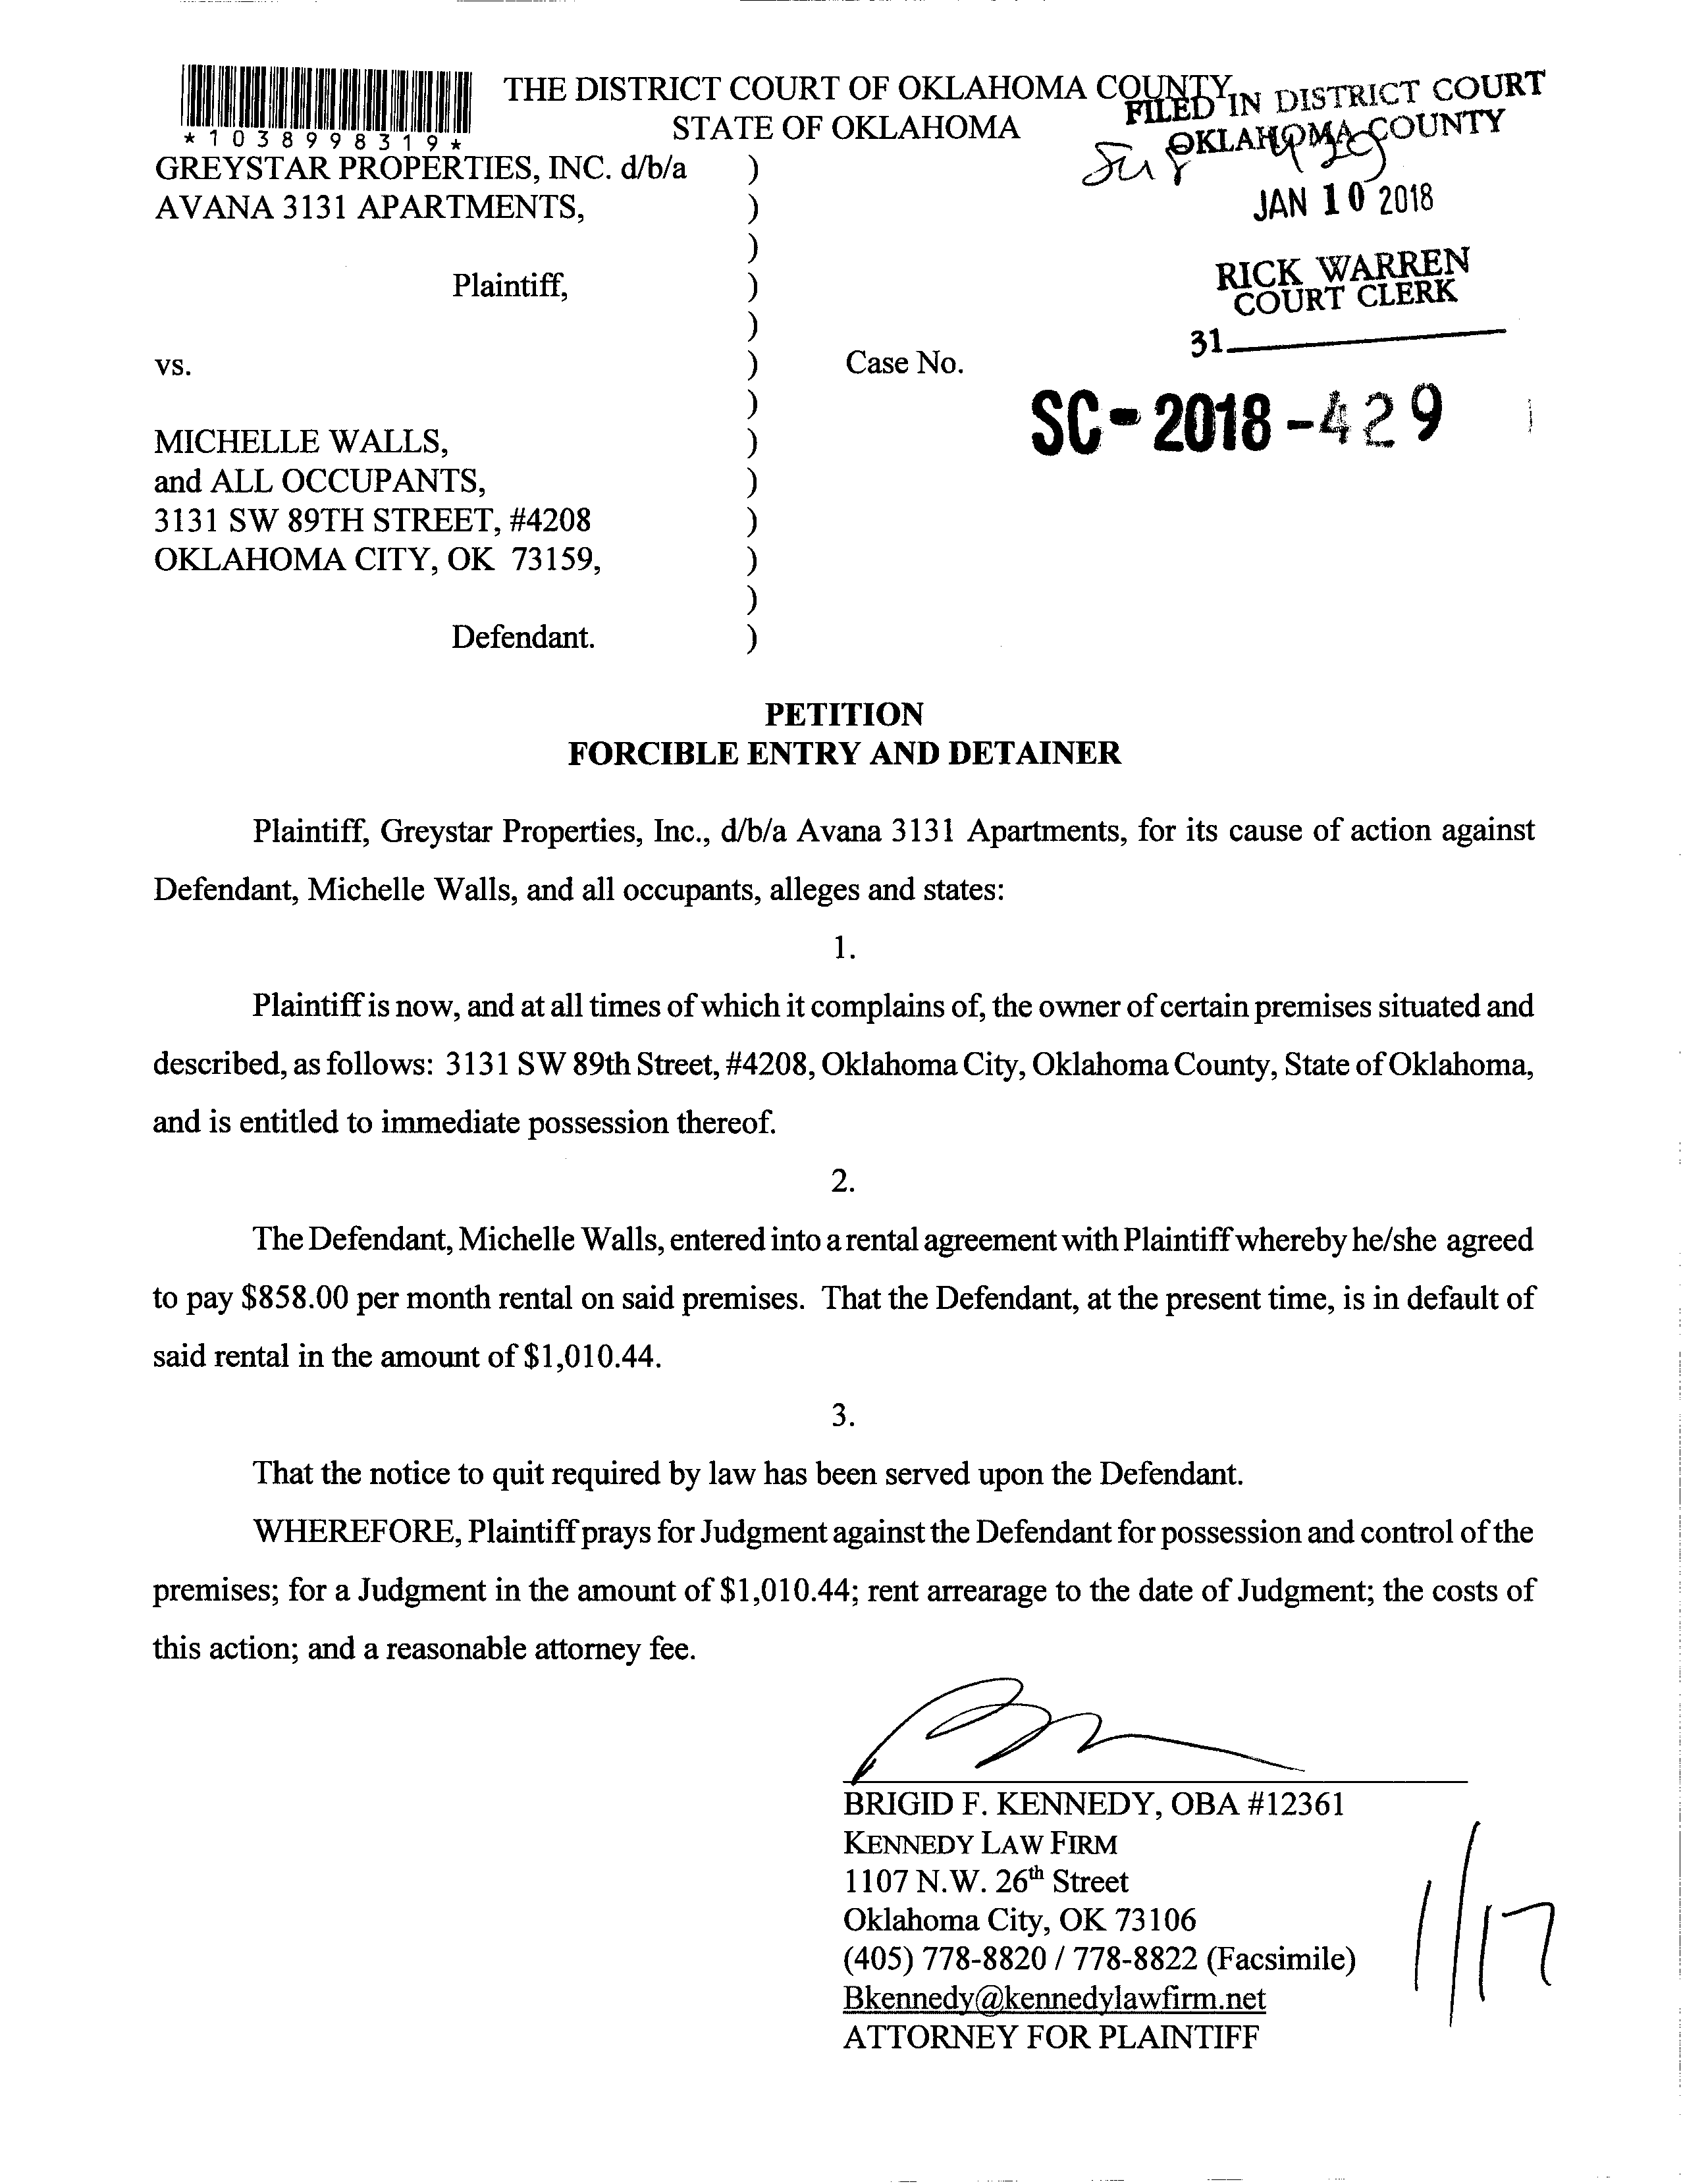 THE DISTRICT COURT OF OKLAHOMA COUNTY
STATE OF OKLAHOMA
FILED IN DISTRICT COURT
OKLAHOMA COUNTY
JAN 10 2018
RICK WARREN
COURT CLERK
31
*1038998319*
GREYSTAR PROPERTIES, INC. d/b/a )
AVANA 3131 APARTMENTS, )
)
Plaintiff, )
)
vs. ) Case No.
)
SC-2018-429
MICHELLE WALLS, )
and ALL OCCUPANTS, )
3131 SW 89TH STREET, #4208 )
OKLAHOMA CITY, OK 73159, )
)
Defendant. )
PETITION
FORCIBLE ENTRY AND DETAINER
Plaintiff, Greystar Properties, Inc., d/b/a Avana 3131 Apartments, for its cause of action against
Defendant, Michelle Walls, and all occupants, alleges and states:
1.
Plaintiff is now, and at all times of which it complains of, the owner of certain premises situated and
described, as follows: 3131 SW 89th Street, #4208, Oklahoma City, Oklahoma County, State of Oklahoma,
and is entitled to immediate possession thereof.
2.
The Defendant, Michelle Walls, entered into a rental agreement with Plaintiff whereby he/she agreed
to pay $858.00 per month rental on said premises. That the Defendant, at the present time, is in default of
said rental in the amount of $1,010.44.
3.
That the notice to quit required by law has been served upon the Defendant.
WHEREFORE, Plaintiff prays for Judgment against the Defendant for possession and control of the
premises; for a Judgment in the amount of $1,010.44; rent arrearage to the date of Judgment; the costs of
this action; and a reasonable attorney fee.
BRIGID F. KENNEDY, OBA #12361
KENNEDY LAW FIRM
1107 N.W. 26th Street
Oklahoma City, OK 73106
(405) 778-8820 / 778-8822 (Facsimile)
Bkennedy@kennedylawfirm.net
ATTORNEY FOR PLAINTIFF
1/17